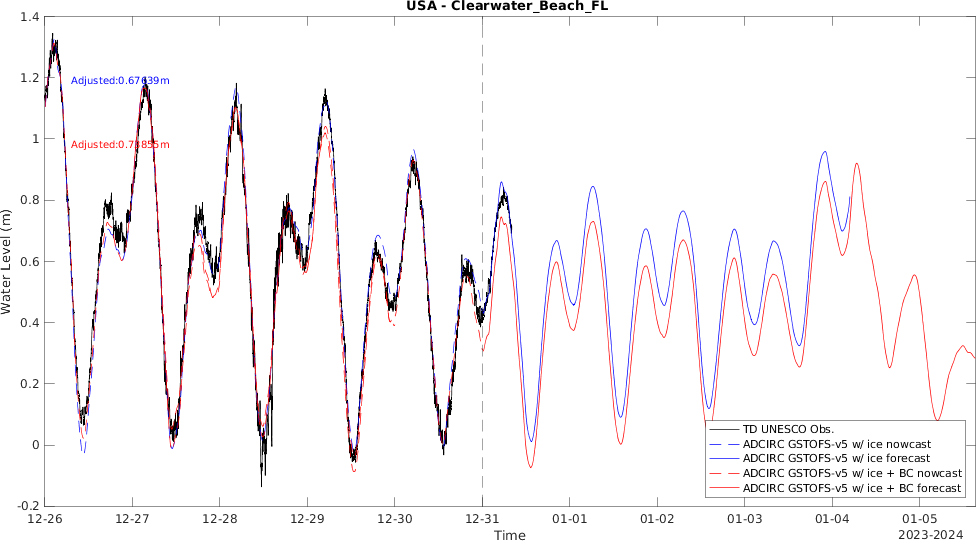 USA - Clearwater_Beach_FL
Water Level (m)
1.4
1.2
1
0.8
0.6
0.4
0.2
0
-0.2
Adjusted:0.67639m
Adjusted:0.73855m
TD UNESCO Obs.
ADCIRC GSTOFS-v5 w/ ice nowcast
ADCIRC GSTOFS-v5 w/ ice forecast
ADCIRC GSTOFS-v5 w/ ice + BC nowcast
ADCIRC GSTOFS-v5 w/ ice + BC forecast
12-26 12-27 12-28 12-29 12-30 12-31 01-01 01-02 01-03 01-04 01-05
Time
2023-2024